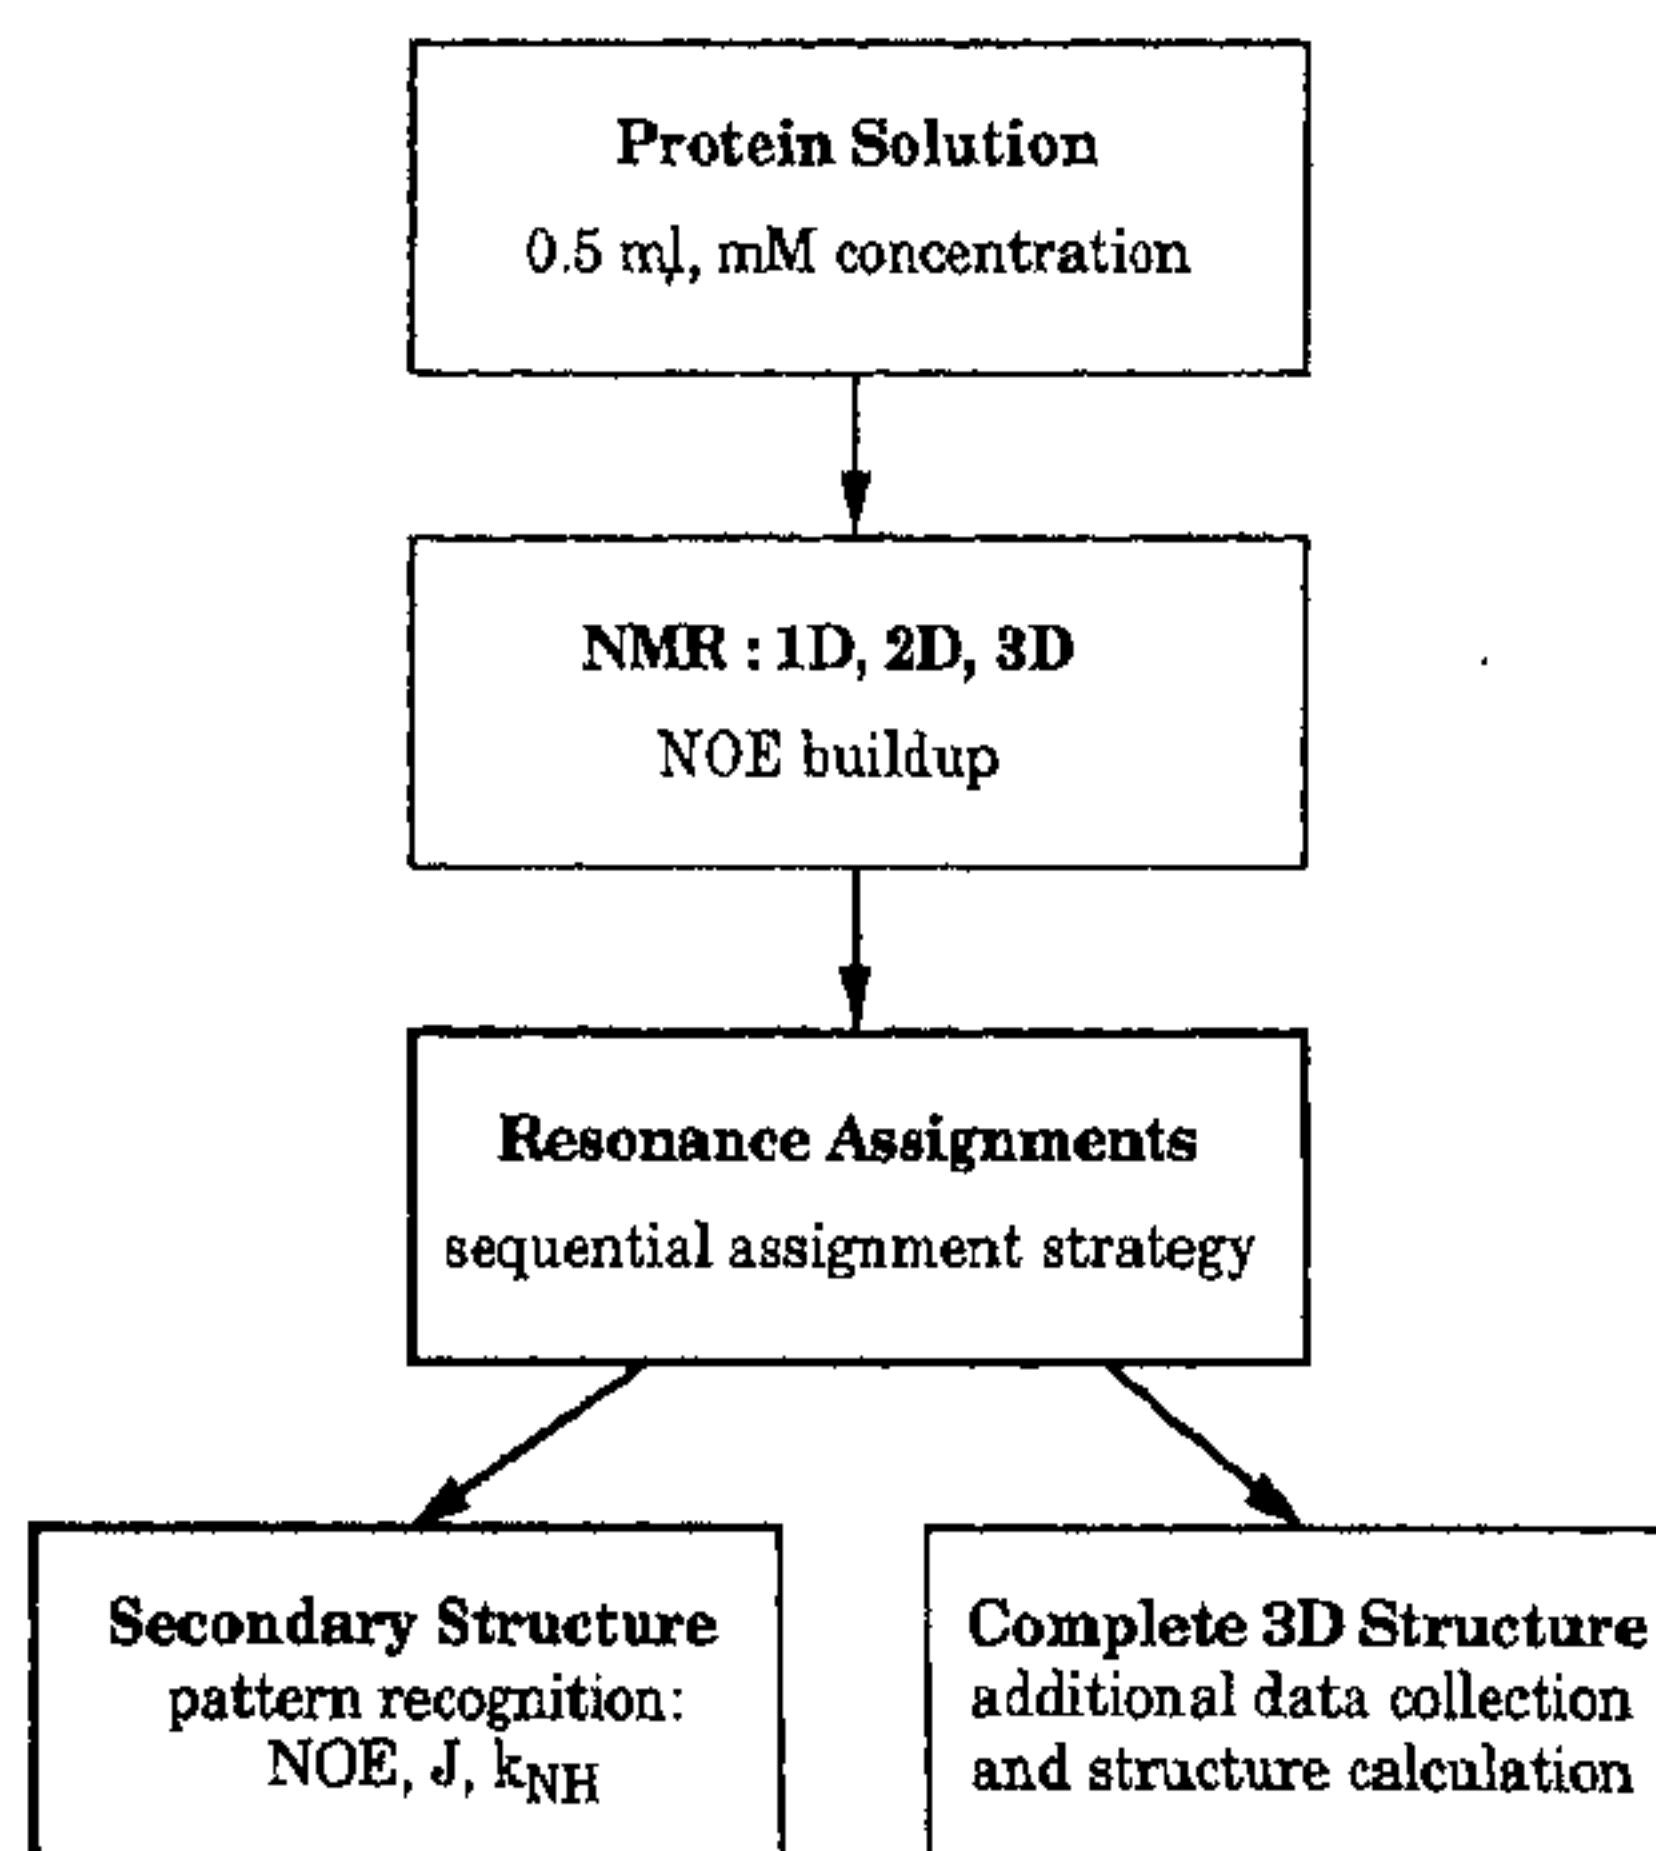 Protein Solution
0.5 ml, mM concentration
NMR : 1D, 2D, 3D
NOE buildup
Resonance Assignments
sequential assignment strategy
Secondary Structure
pattern recognition:
NOE, J, kNH
Complete 3D Structure
additional data collection
and structure calculation